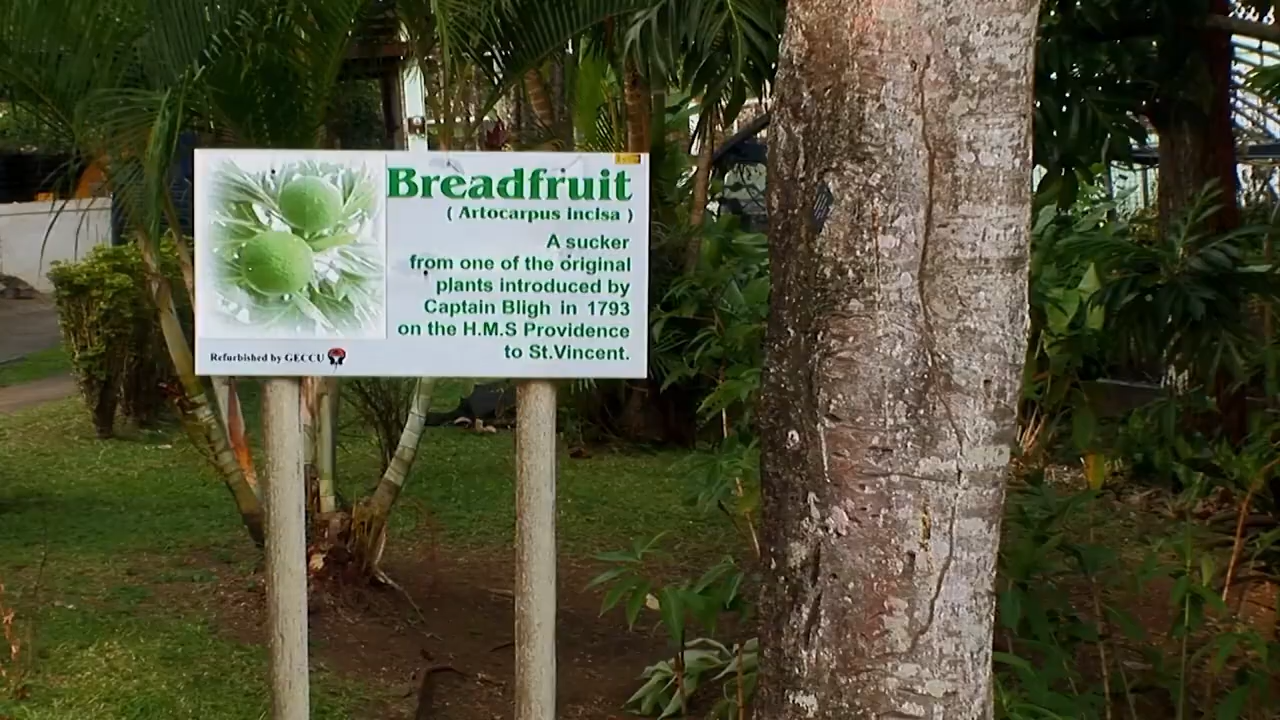 Breadfruit
( Artocarpus incisa )
A sucker
from one of the original
plants introduced by
Captain Bligh in 1793
on the H.M.S Providence
to St.Vincent.
Refurbished by GECCU